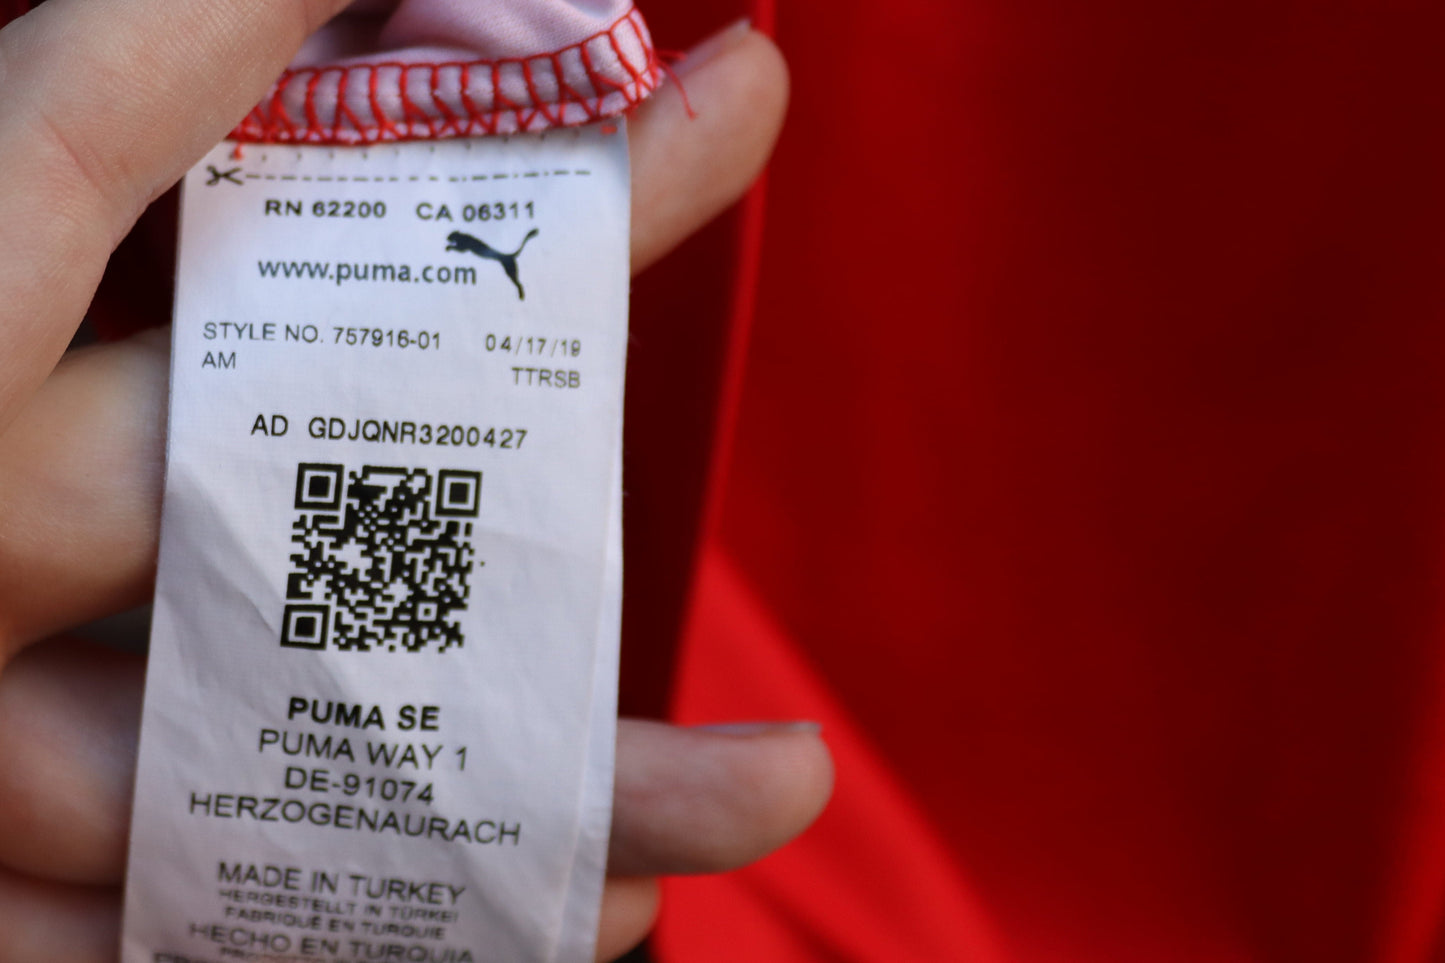 RN 62200 CA 06311
www.puma.com
STYLE NO. 757916-01 04/17/19
AM TTRSB
AD GDJQNR3200427
PUMA SE
PUMA WAY 1
DE-91074
HERZOGENAURACH
MADE IN TURKEY
HERGESTELLT IN TÜRKEI
FABRIQUÉ EN TURQUIE
HECHO EN TURQUIA